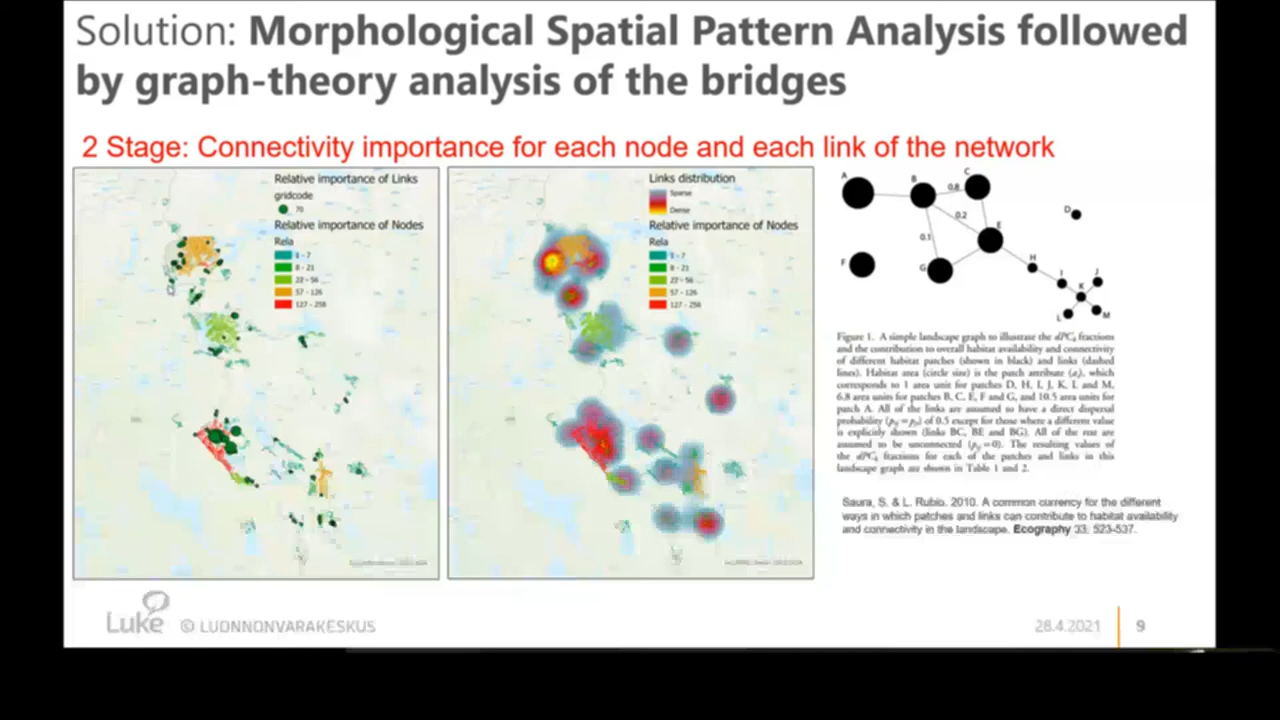 Solution: Morphological Spatial Pattern Analysis followed
by graph-theory analysis of the bridges
2 Stage: Connectivity importance for each node and each link of the network
Relative importance of Links
gridcode
70
Relative importance of Nodes
Rela
1 - 7
8 - 21
22 - 56
57 - 126
127 - 258
Links distribution
Sparse
Dense
Relative importance of Nodes
Rela
1 - 7
8 - 21
22 - 56
57 - 126
127 - 258
A
B
C
0.8
D
0.2
E
0.1
F
G
H
I
J
K
L
M
Figure 1. A simple landscape graph to illustrate the dPCk fractions
and the contribution to overall habitat availability and connectivity
of different habitat patches (shown in black) and links (dashed
lines). Habitat area (circle size) is the patch attribute (ai), which
corresponds to 1 area unit for patches D, H, I, J, K, L and M,
6.8 area units for patches B, C, E, F and G, and 10.5 area units for
patch A. All of the links are assumed to have a direct dispersal
probability (pij=pji) of 0.5 except for those where a different value
is explicitly shown (links BC, BE and BG). All of the rest are
assumed to be unconnected (pij=0). The resulting values of
the dPCk fractions for each of the patches and links in this
landscape graph are shown in Table 1 and 2.
Saura, S. & L. Rubio. 2010. A common currency for the different
ways in which patches and links can contribute to habitat availability
and connectivity in the landscape. Ecography 33: 523-537.
Luke © LUONNONVARAKESKUS
28.4.2021 9